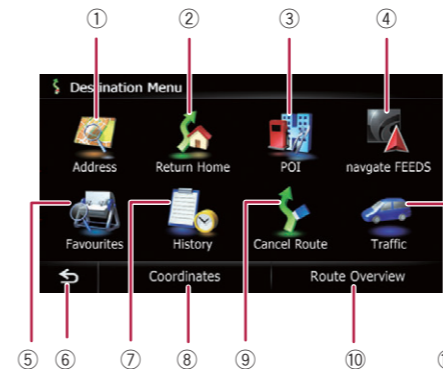 ① ② ③ ④
Destination Menu
Address Return Home POI navgate FEEDS
Favourites History Cancel Route Traffic
Coordinates Route Overview
⑤ ⑥ ⑦ ⑧ ⑨ ⑩